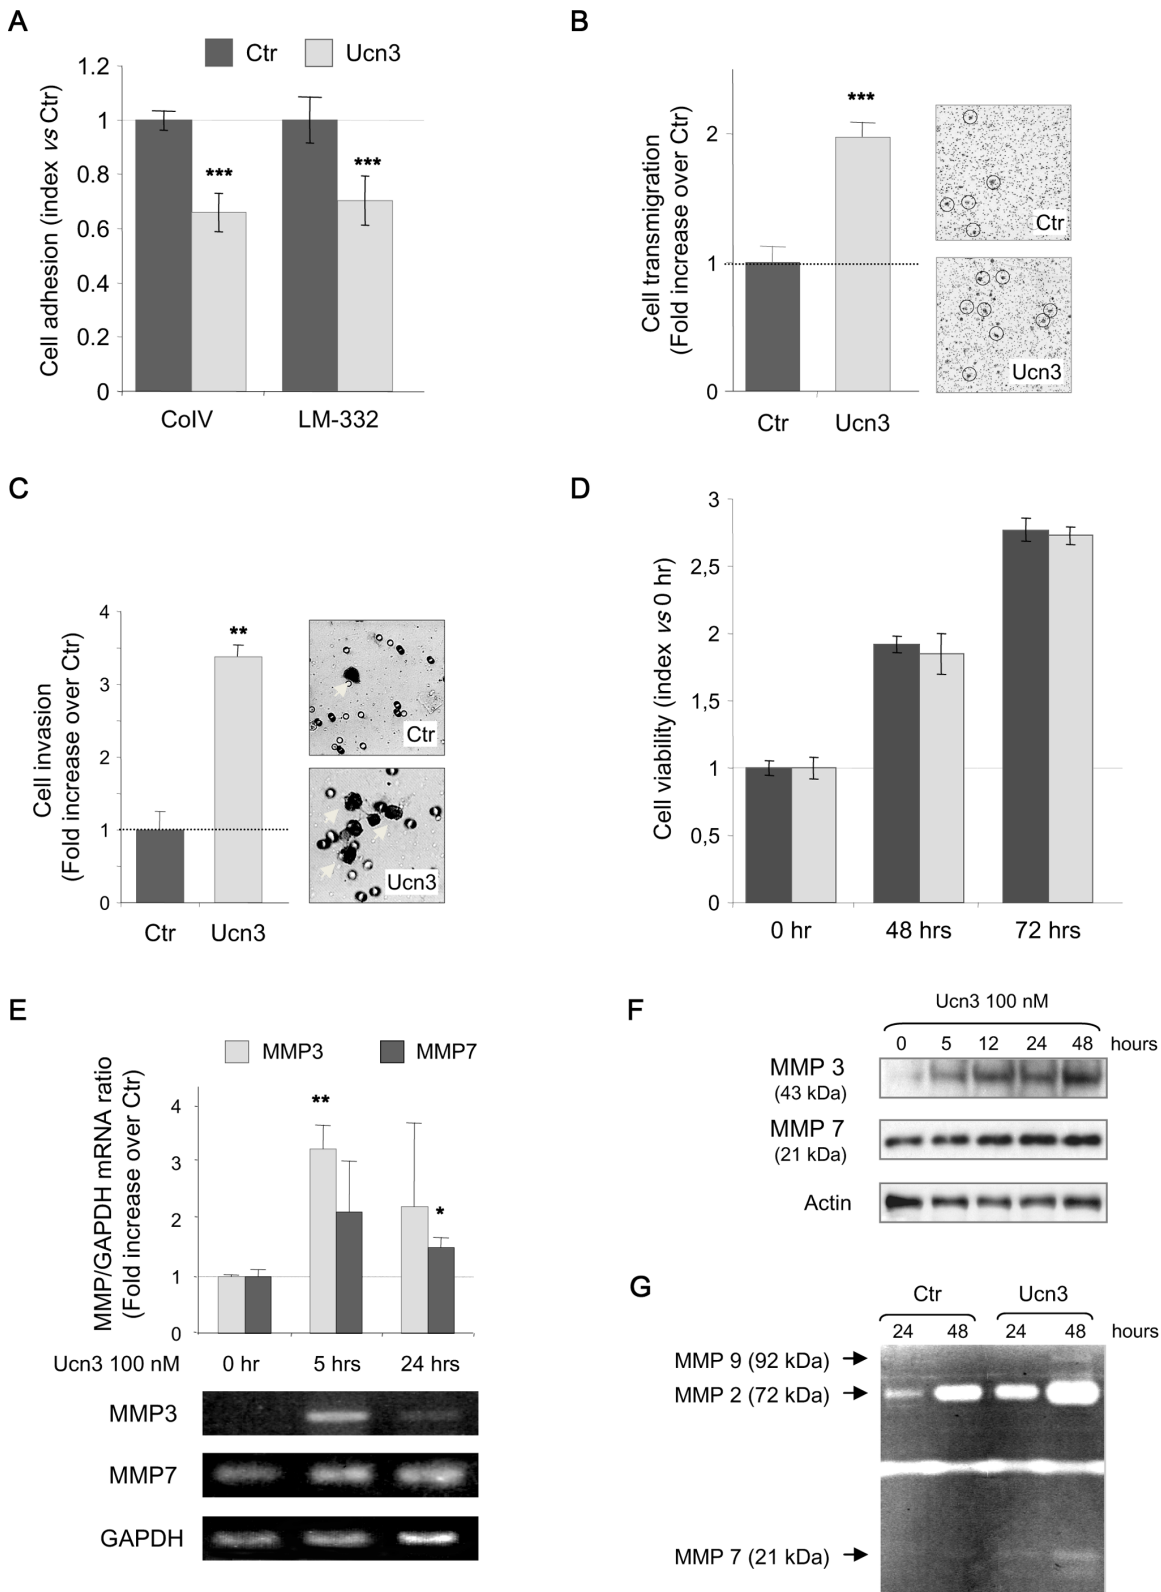 A
Ctr
Ucn3
Cell adhesion (index vs Ctr)
1.2
1
0.8
0.6
0.4
0.2
0
***
***
ColV
LM-332
B
Cell transmigration
(Fold increase over Ctr)
2
1
0
***
Ctr
Ucn3
Ctr
Ucn3
C
Cell invasion
(Fold increase over Ctr)
4
3
2
1
0
**
Ctr
Ucn3
Ctr
Ucn3
D
Cell viability (index vs 0 hr)
3
2,5
2
1,5
1
0,5
0
0 hr
48 hrs
72 hrs
E
MMP3
MMP7
MMP/GAPDH mRNA ratio
(Fold increase over Ctr)
4
3
2
1
0
**
*
Ucn3 100 nM
0 hr
5 hrs
24 hrs
MMP3
MMP7
GAPDH
F
Ucn3 100 nM
0 5 12 24 48 hours
MMP 3
(43 kDa)
MMP 7
(21 kDa)
Actin
G
Ctr
Ucn3
24 48 24 48 hours
MMP 9 (92 kDa)
MMP 2 (72 kDa)
MMP 7 (21 kDa)